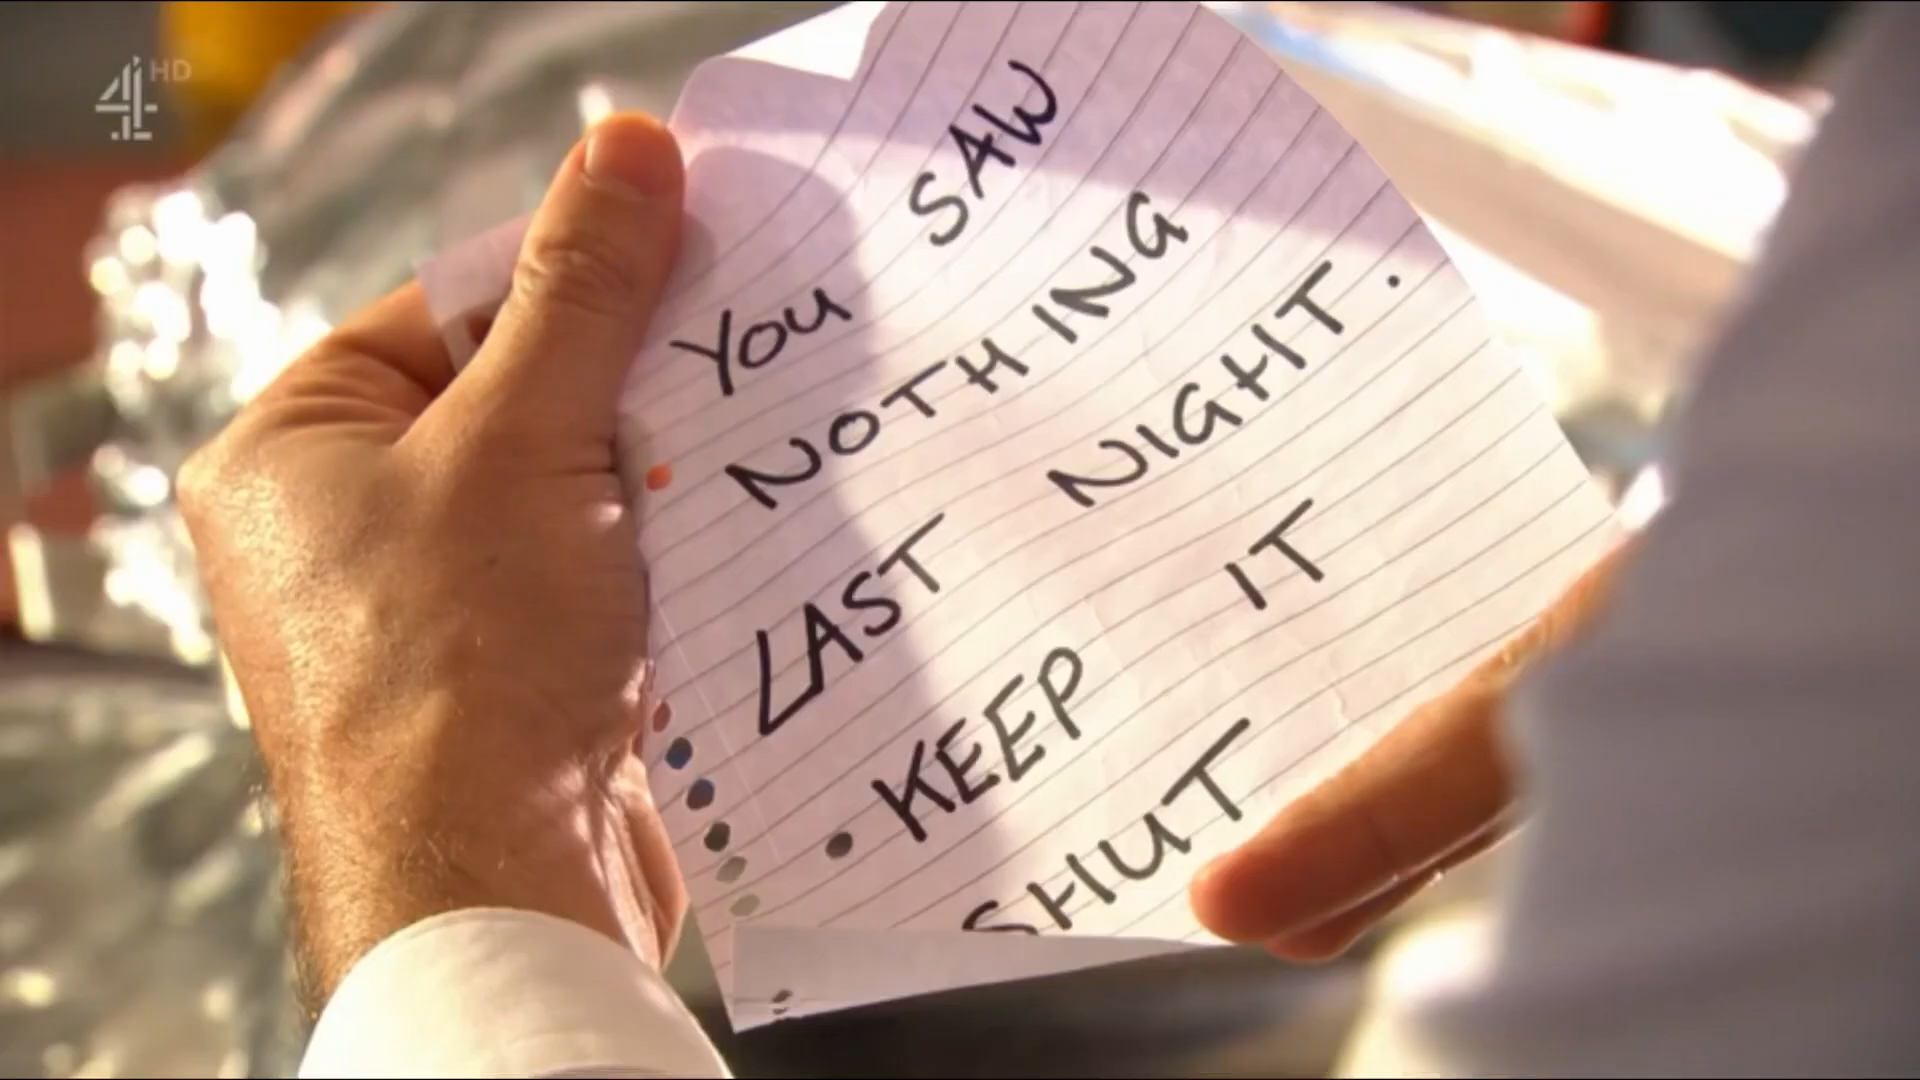 4 HD
YOU SAW
NOTHING
LAST NIGHT.
KEEP IT
SHUT